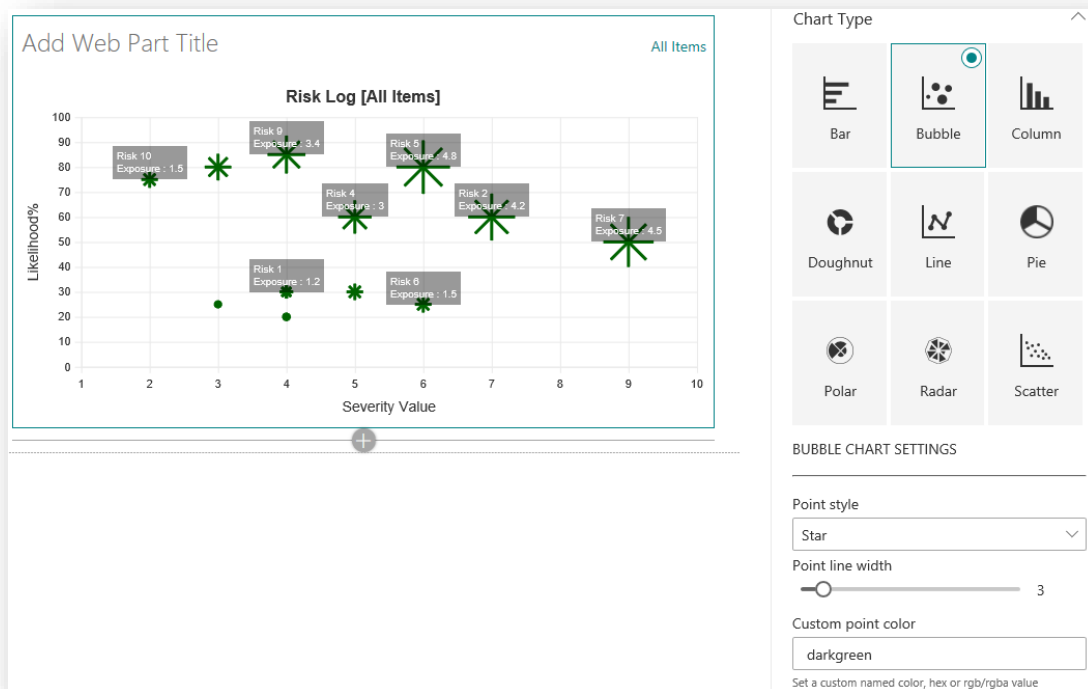 Add Web Part Title
All Items
Risk Log [All Items]
Likelihood%
100
90
80
70
60
50
40
30
20
10
0
Risk 10
Exposure : 1.5
Risk 9
Exposure : 3.4
Risk 5
Exposure : 4.8
Risk 4
Exposure : 3
Risk 2
Exposure : 4.2
Risk 7
Exposure : 4.5
Risk 1
Exposure : 1.2
Risk 6
Exposure : 1.5
1 2 3 4 5 6 7 8 9 10
Severity Value
Chart Type
Bar Bubble Column
Doughnut Line Pie
Polar Radar Scatter
BUBBLE CHART SETTINGS
Point style
Star
Point line width
3
Custom point color
darkgreen
Set a custom named color, hex or rgb/rgba value